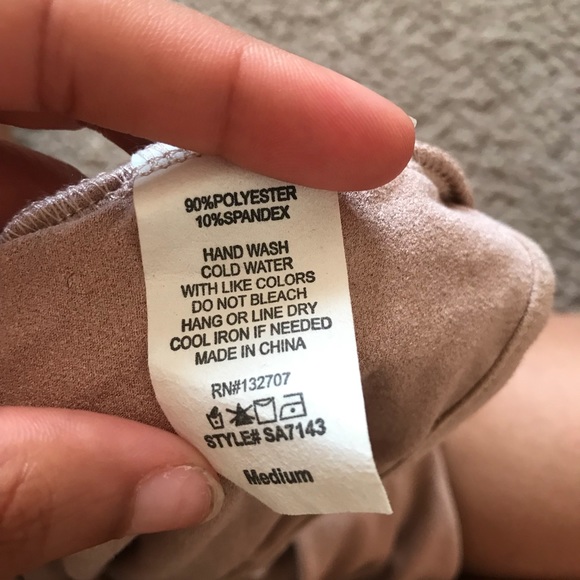 90%POLYESTER
10%SPANDEX
HAND WASH
COLD WATER
WITH LIKE COLORS
DO NOT BLEACH
HANG OR LINE DRY
COOL IRON IF NEEDED
MADE IN CHINA
RN#132707
STYLE# SA7143
Medium